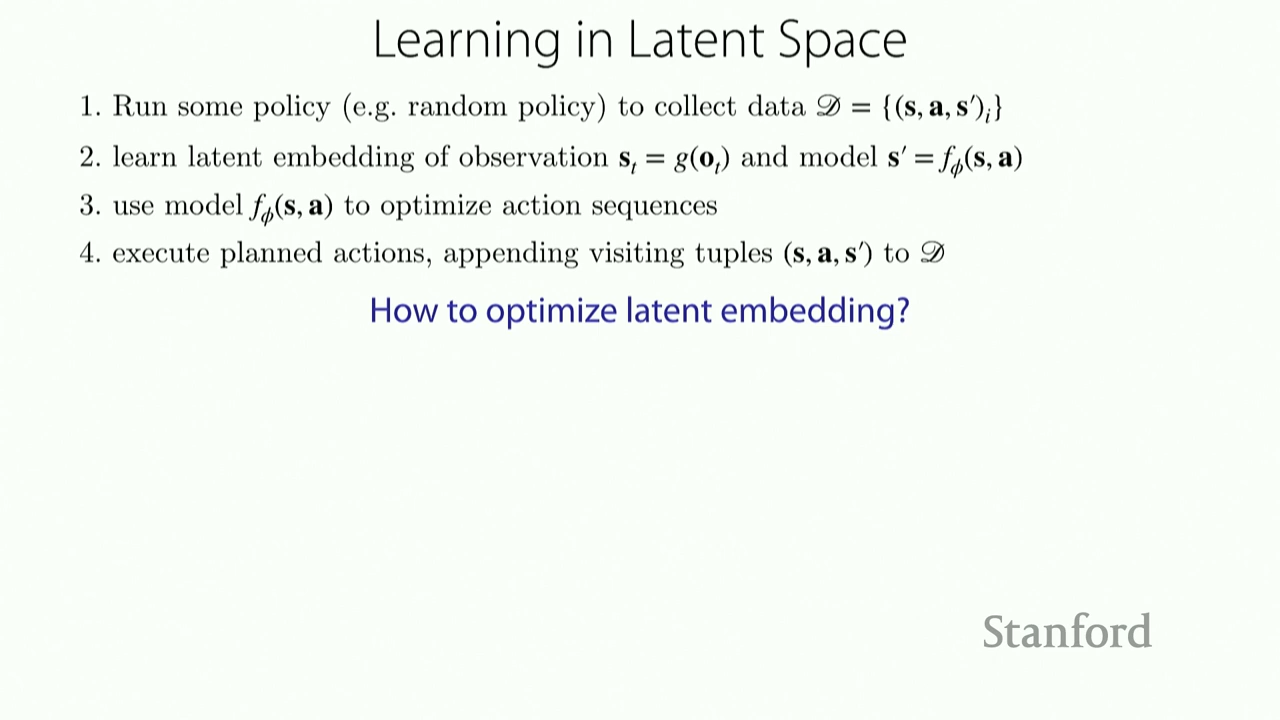 Learning in Latent Space
1. Run some policy (e.g. random policy) to collect data 𝒟 = {(s, a, s′)ᵢ}
2. learn latent embedding of observation sₜ = g(oₜ) and model s′ = f_ϕ(s, a)
3. use model f_ϕ(s, a) to optimize action sequences
4. execute planned actions, appending visiting tuples (s, a, s′) to 𝒟
How to optimize latent embedding?
Stanford